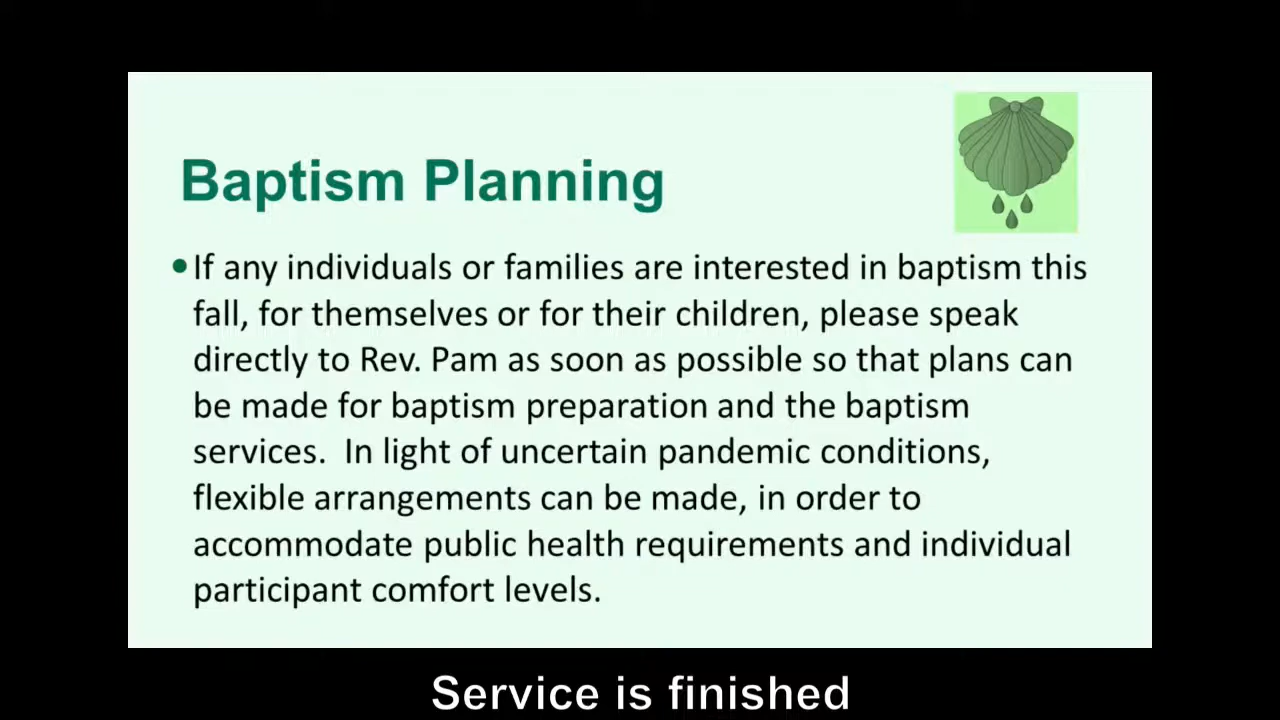 Baptism Planning
•If any individuals or families are interested in baptism this
fall, for themselves or for their children, please speak
directly to Rev. Pam as soon as possible so that plans can
be made for baptism preparation and the baptism
services.  In light of uncertain pandemic conditions,
flexible arrangements can be made, in order to
accommodate public health requirements and individual
participant comfort levels.
Service is finished